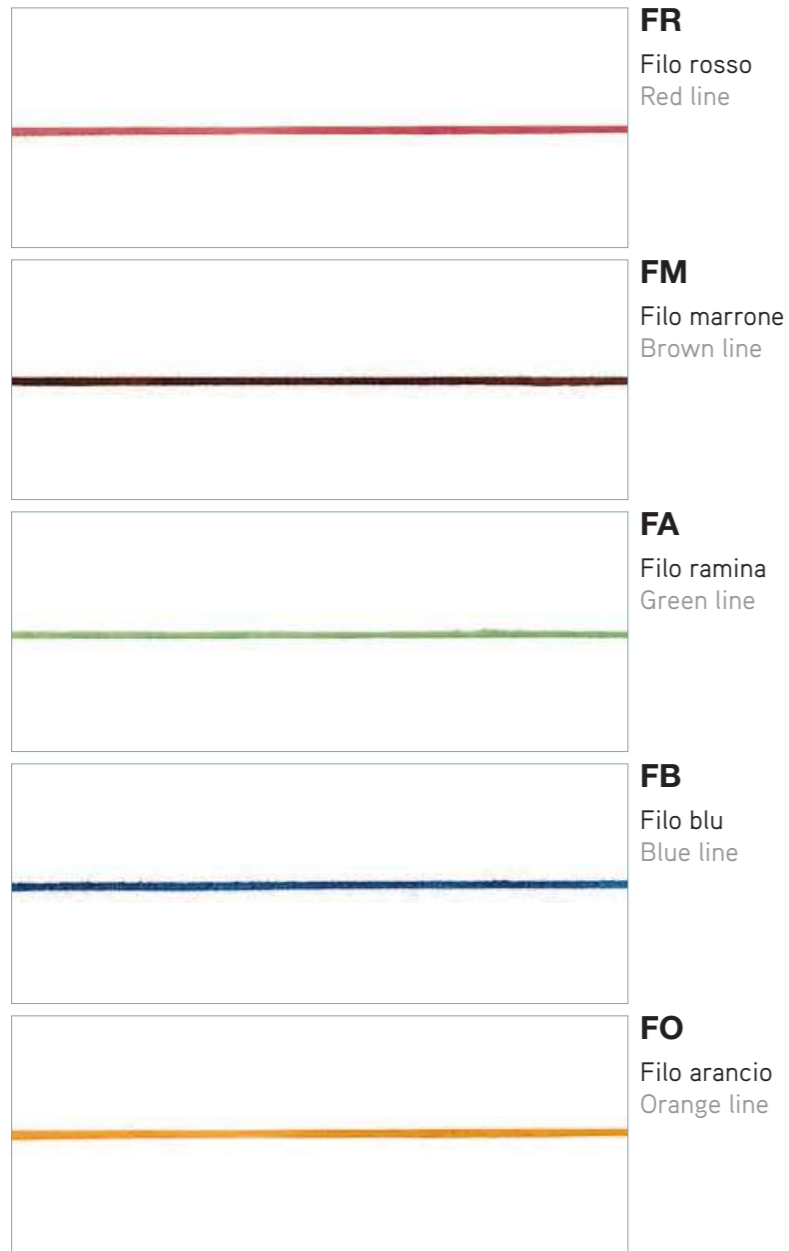 FR
Filo rosso
Red line
FM
Filo marrone
Brown line
FA
Filo ramina
Green line
FB
Filo blu
Blue line
FO
Filo arancio
Orange line